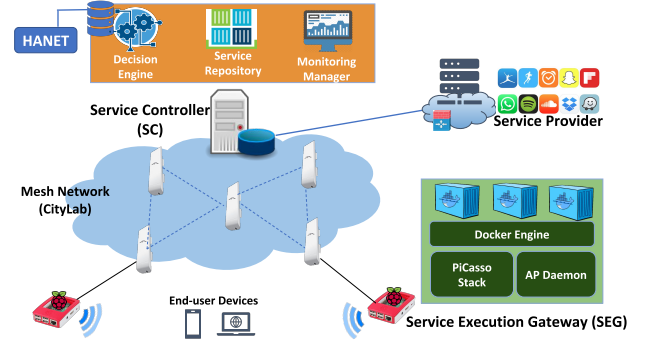 HANET
Decision
Engine
Service
Repository
Monitoring
Manager
Service Controller
(SC)
Service Provider
Mesh Network
(CityLab)
Docker Engine
PiCasso
Stack
AP Daemon
End-user Devices
Service Execution Gateway (SEG)